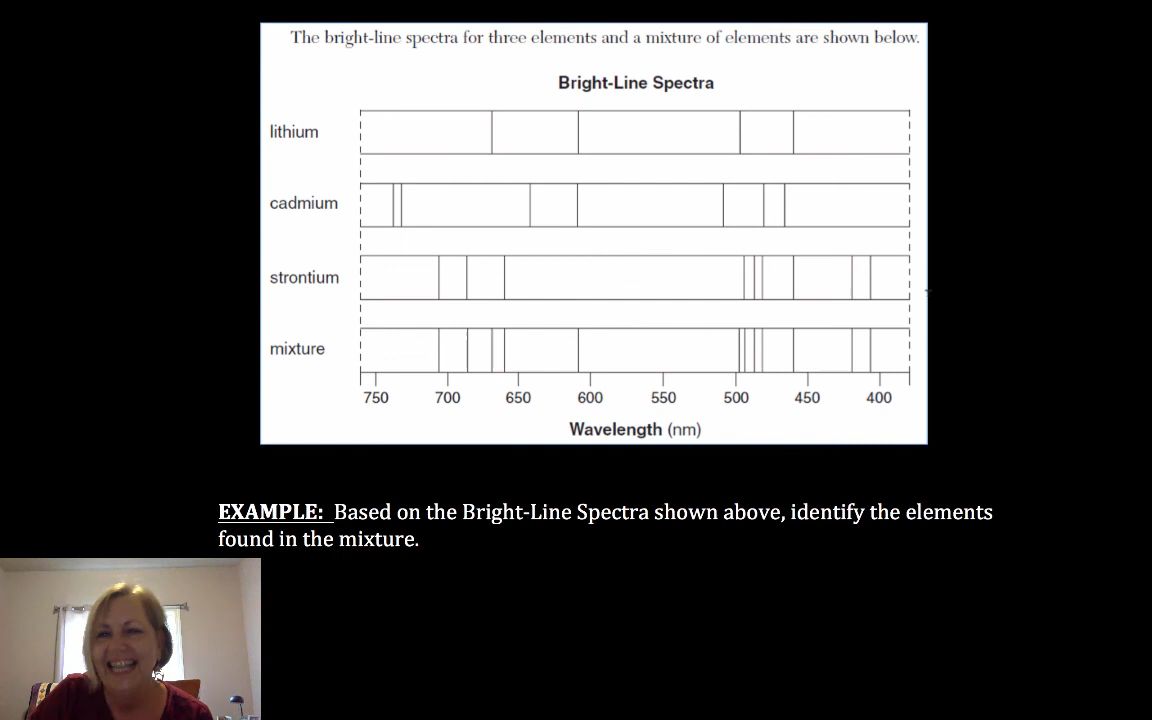 The bright-line spectra for three elements and a mixture of elements are shown below.
Bright-Line Spectra
lithium
cadmium
strontium
mixture
750 700 650 600 550 500 450 400
Wavelength (nm)
EXAMPLE: Based on the Bright-Line Spectra shown above, identify the elements
found in the mixture.